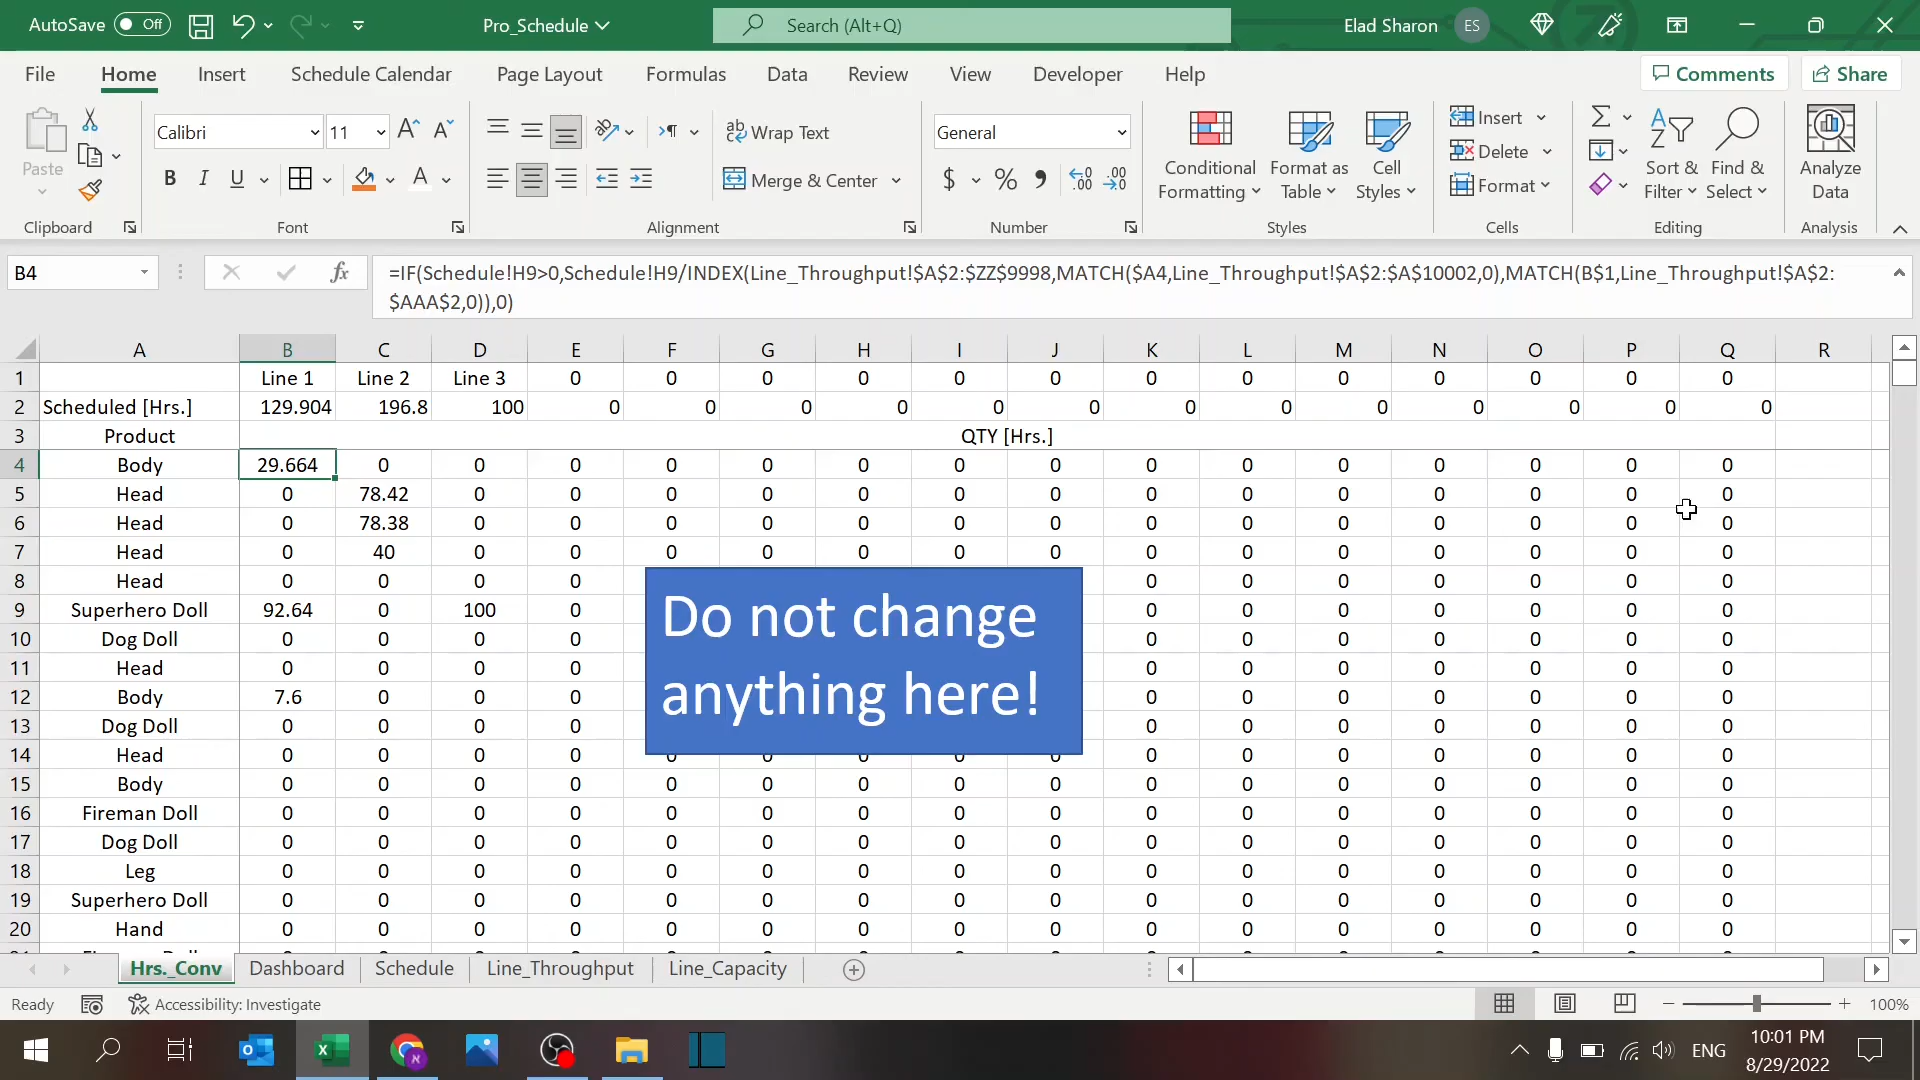 AutoSave Off Pro_Schedule Search (Alt+Q) Elad Sharon ES
File Home Insert Schedule Calendar Page Layout Formulas Data Review View Developer Help Comments Share
Paste
Clipboard
Calibri 11
B I U A
Font
ab Wrap Text
Merge & Center
Alignment
General
$ % 9 .00 .00
Number
Conditional Formatting
Format as Table
Cell Styles
Styles
Insert
Delete
Format
Cells
Sort & Filter
Find & Select
Editing
Analyze Data
Analysis
B4 fx =IF(Schedule!H9>0,Schedule!H9/INDEX(Line_Throughput!$A$2:$ZZ$9998,MATCH($A4,Line_Throughput!$A$2:$A$10002,0),MATCH(B$1,Line_Throughput!$A$2:
$AAA$2,0)),0)
A B C D E F G H I J K L M N O P Q R
1 Line 1 Line 2 Line 3 0 0 0 0 0 0 0 0 0 0 0 0 0
2 Scheduled [Hrs.] 129.904 196.8 100 0 0 0 0 0 0 0 0 0 0 0 0 0
3 Product QTY [Hrs.]
4 Body 29.664 0 0 0 0 0 0 0 0 0 0 0 0 0 0 0
5 Head 0 78.42 0 0 0 0 0 0 0 0 0 0 0 0 0 0
6 Head 0 78.38 0 0 0 0 0 0 0 0 0 0 0 0 0 0
7 Head 0 40 0 0 0 0 0 0 0 0 0 0 0 0 0 0
8 Head 0 0 0 0 0 0 0 0 0 0 0
9 Superhero Doll 92.64 0 100 0 0 0 0 0 0 0 0
10 Dog Doll 0 0 0 0 0 0 0 0 0 0 0
11 Head 0 0 0 0 0 0 0 0 0 0 0
12 Body 7.6 0 0 0 0 0 0 0 0 0 0
13 Dog Doll 0 0 0 0 0 0 0 0 0 0 0
Do not change
anything here!
14 Head 0 0 0 0 0 0 0 0 0 0 0 0 0 0 0 0
15 Body 0 0 0 0 0 0 0 0 0 0 0 0 0 0 0 0
16 Fireman Doll 0 0 0 0 0 0 0 0 0 0 0 0 0 0 0 0
17 Dog Doll 0 0 0 0 0 0 0 0 0 0 0 0 0 0 0 0
18 Leg 0 0 0 0 0 0 0 0 0 0 0 0 0 0 0 0
19 Superhero Doll 0 0 0 0 0 0 0 0 0 0 0 0 0 0 0 0
20 Hand 0 0 0 0 0 0 0 0 0 0 0 0 0 0 0 0
Hrs._Conv Dashboard Schedule Line_Throughput Line_Capacity
Ready Accessibility: Investigate 100%
ENG 10:01 PM
8/29/2022